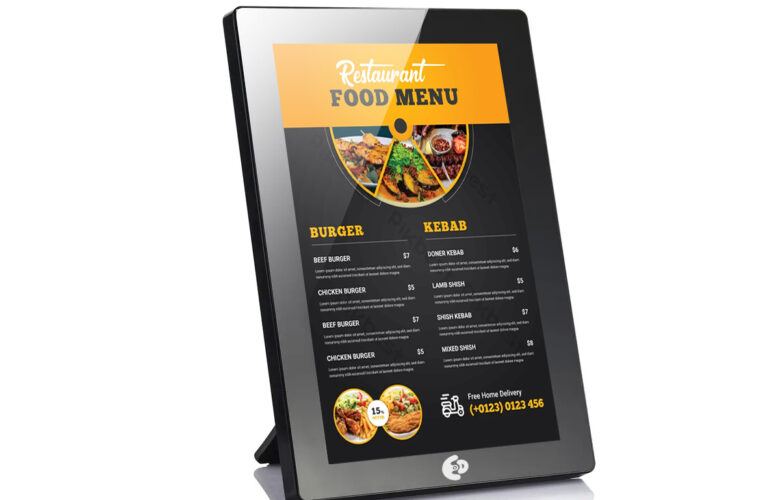 Restaurant
FOOD MENU
BURGER
BEEF BURGER $7
Lorem ipsum dolor sit amet, consectetuer adipiscing elit, sed diam
nonummy nibh euismod tincidunt ut laoreet dolore magna
CHICKEN BURGER $5
Lorem ipsum dolor sit amet, consectetuer adipiscing elit, sed diam
nonummy nibh euismod tincidunt ut laoreet dolore magna
BEEF BURGER $7
Lorem ipsum dolor sit amet, consectetuer adipiscing elit, sed diam
nonummy nibh euismod tincidunt ut laoreet dolore magna
CHICKEN BURGER $5
Lorem ipsum dolor sit amet, consectetuer adipiscing elit, sed diam
nonummy nibh euismod tincidunt ut laoreet dolore magna
KEBAB
DONER KEBAB $6
Lorem ipsum dolor sit amet, consectetuer adipiscing elit, sed diam
nonummy nibh euismod tincidunt ut laoreet dolore magna
LAMB SHISH $5
Lorem ipsum dolor sit amet, consectetuer adipiscing elit, sed diam
nonummy nibh euismod tincidunt ut laoreet dolore magna
SHISH KEBAB $7
Lorem ipsum dolor sit amet, consectetuer adipiscing elit, sed diam
nonummy nibh euismod tincidunt ut laoreet dolore magna
MIXED SHISH $8
Lorem ipsum dolor sit amet, consectetuer adipiscing elit, sed diam
nonummy nibh euismod tincidunt ut laoreet dolore magna
15%
Free Home Delivery
(+0123) 0123 456